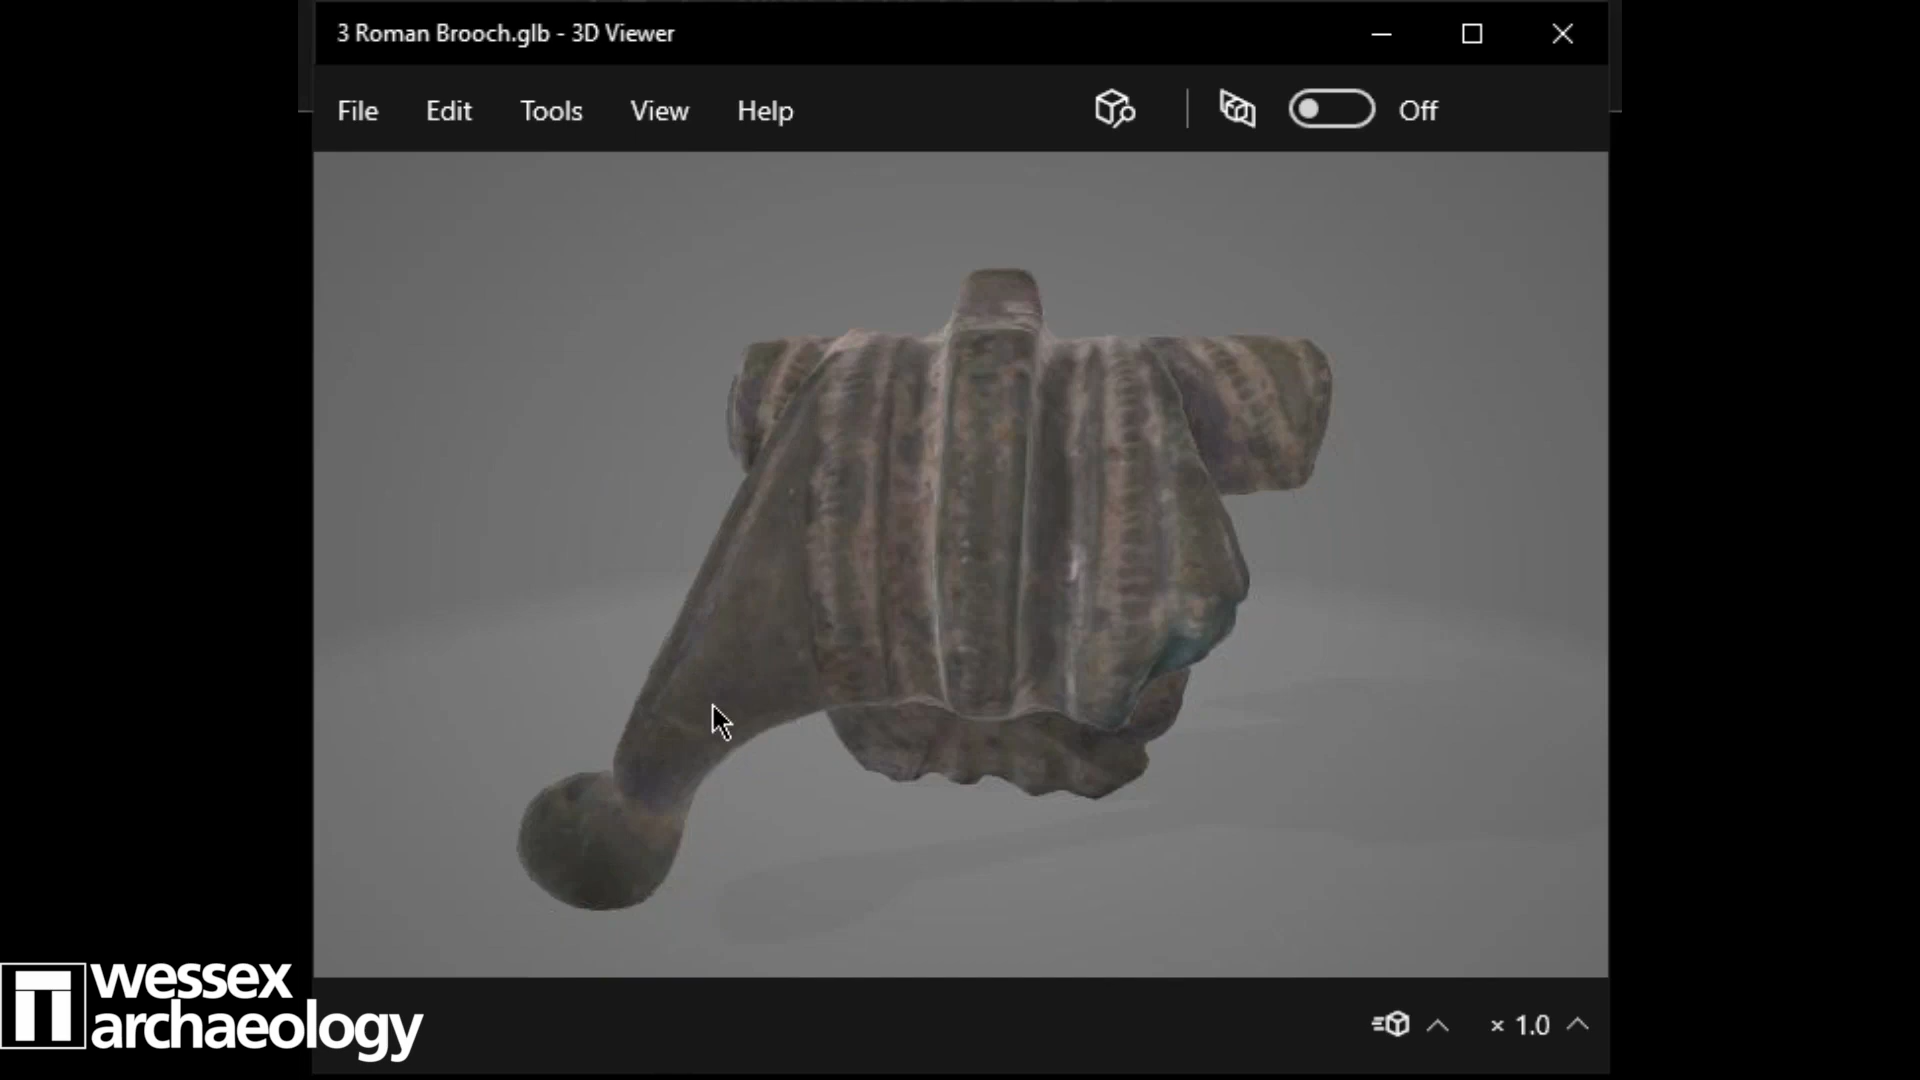 3 Roman Brooch.glb - 3D Viewer
File Edit Tools View Help Off
wessex
archaeology
× 1.0